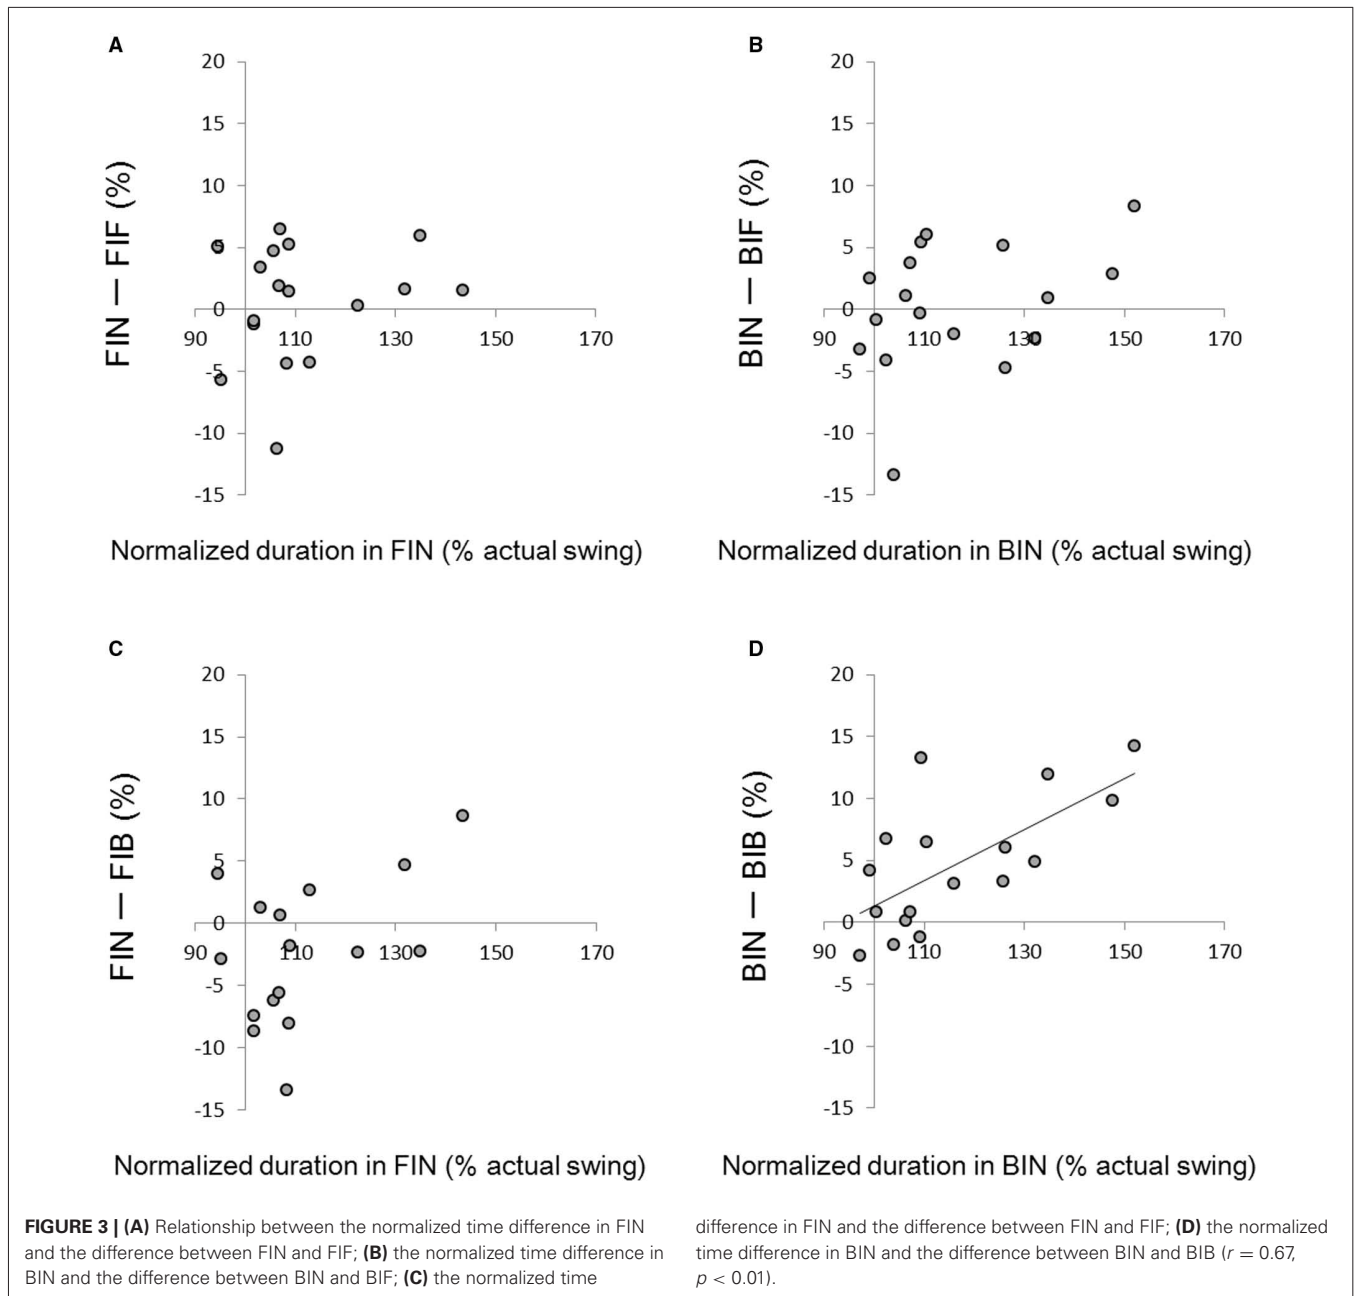 A
20
15
10
5
0
-5
-10
-15
90
110
130
150
170
FIN — FIF (%)
Normalized duration in FIN (% actual swing)
B
20
15
10
5
0
-5
-10
-15
90
110
130
150
170
BIN — BIF (%)
Normalized duration in BIN (% actual swing)
C
20
15
10
5
0
-5
-10
-15
90
110
130
150
170
FIN — FIB (%)
Normalized duration in FIN (% actual swing)
D
20
15
10
5
0
-5
-10
-15
90
110
130
150
170
BIN — BIB (%)
Normalized duration in BIN (% actual swing)
FIGURE 3 | (A) Relationship between the normalized time difference in FIN
and the difference between FIN and FIF; (B) the normalized time difference in
BIN and the difference between BIN and BIF; (C) the normalized time
difference in FIN and the difference between FIN and FIF; (D) the normalized
time difference in BIN and the difference between BIN and BIB (r = 0.67,
p < 0.01).